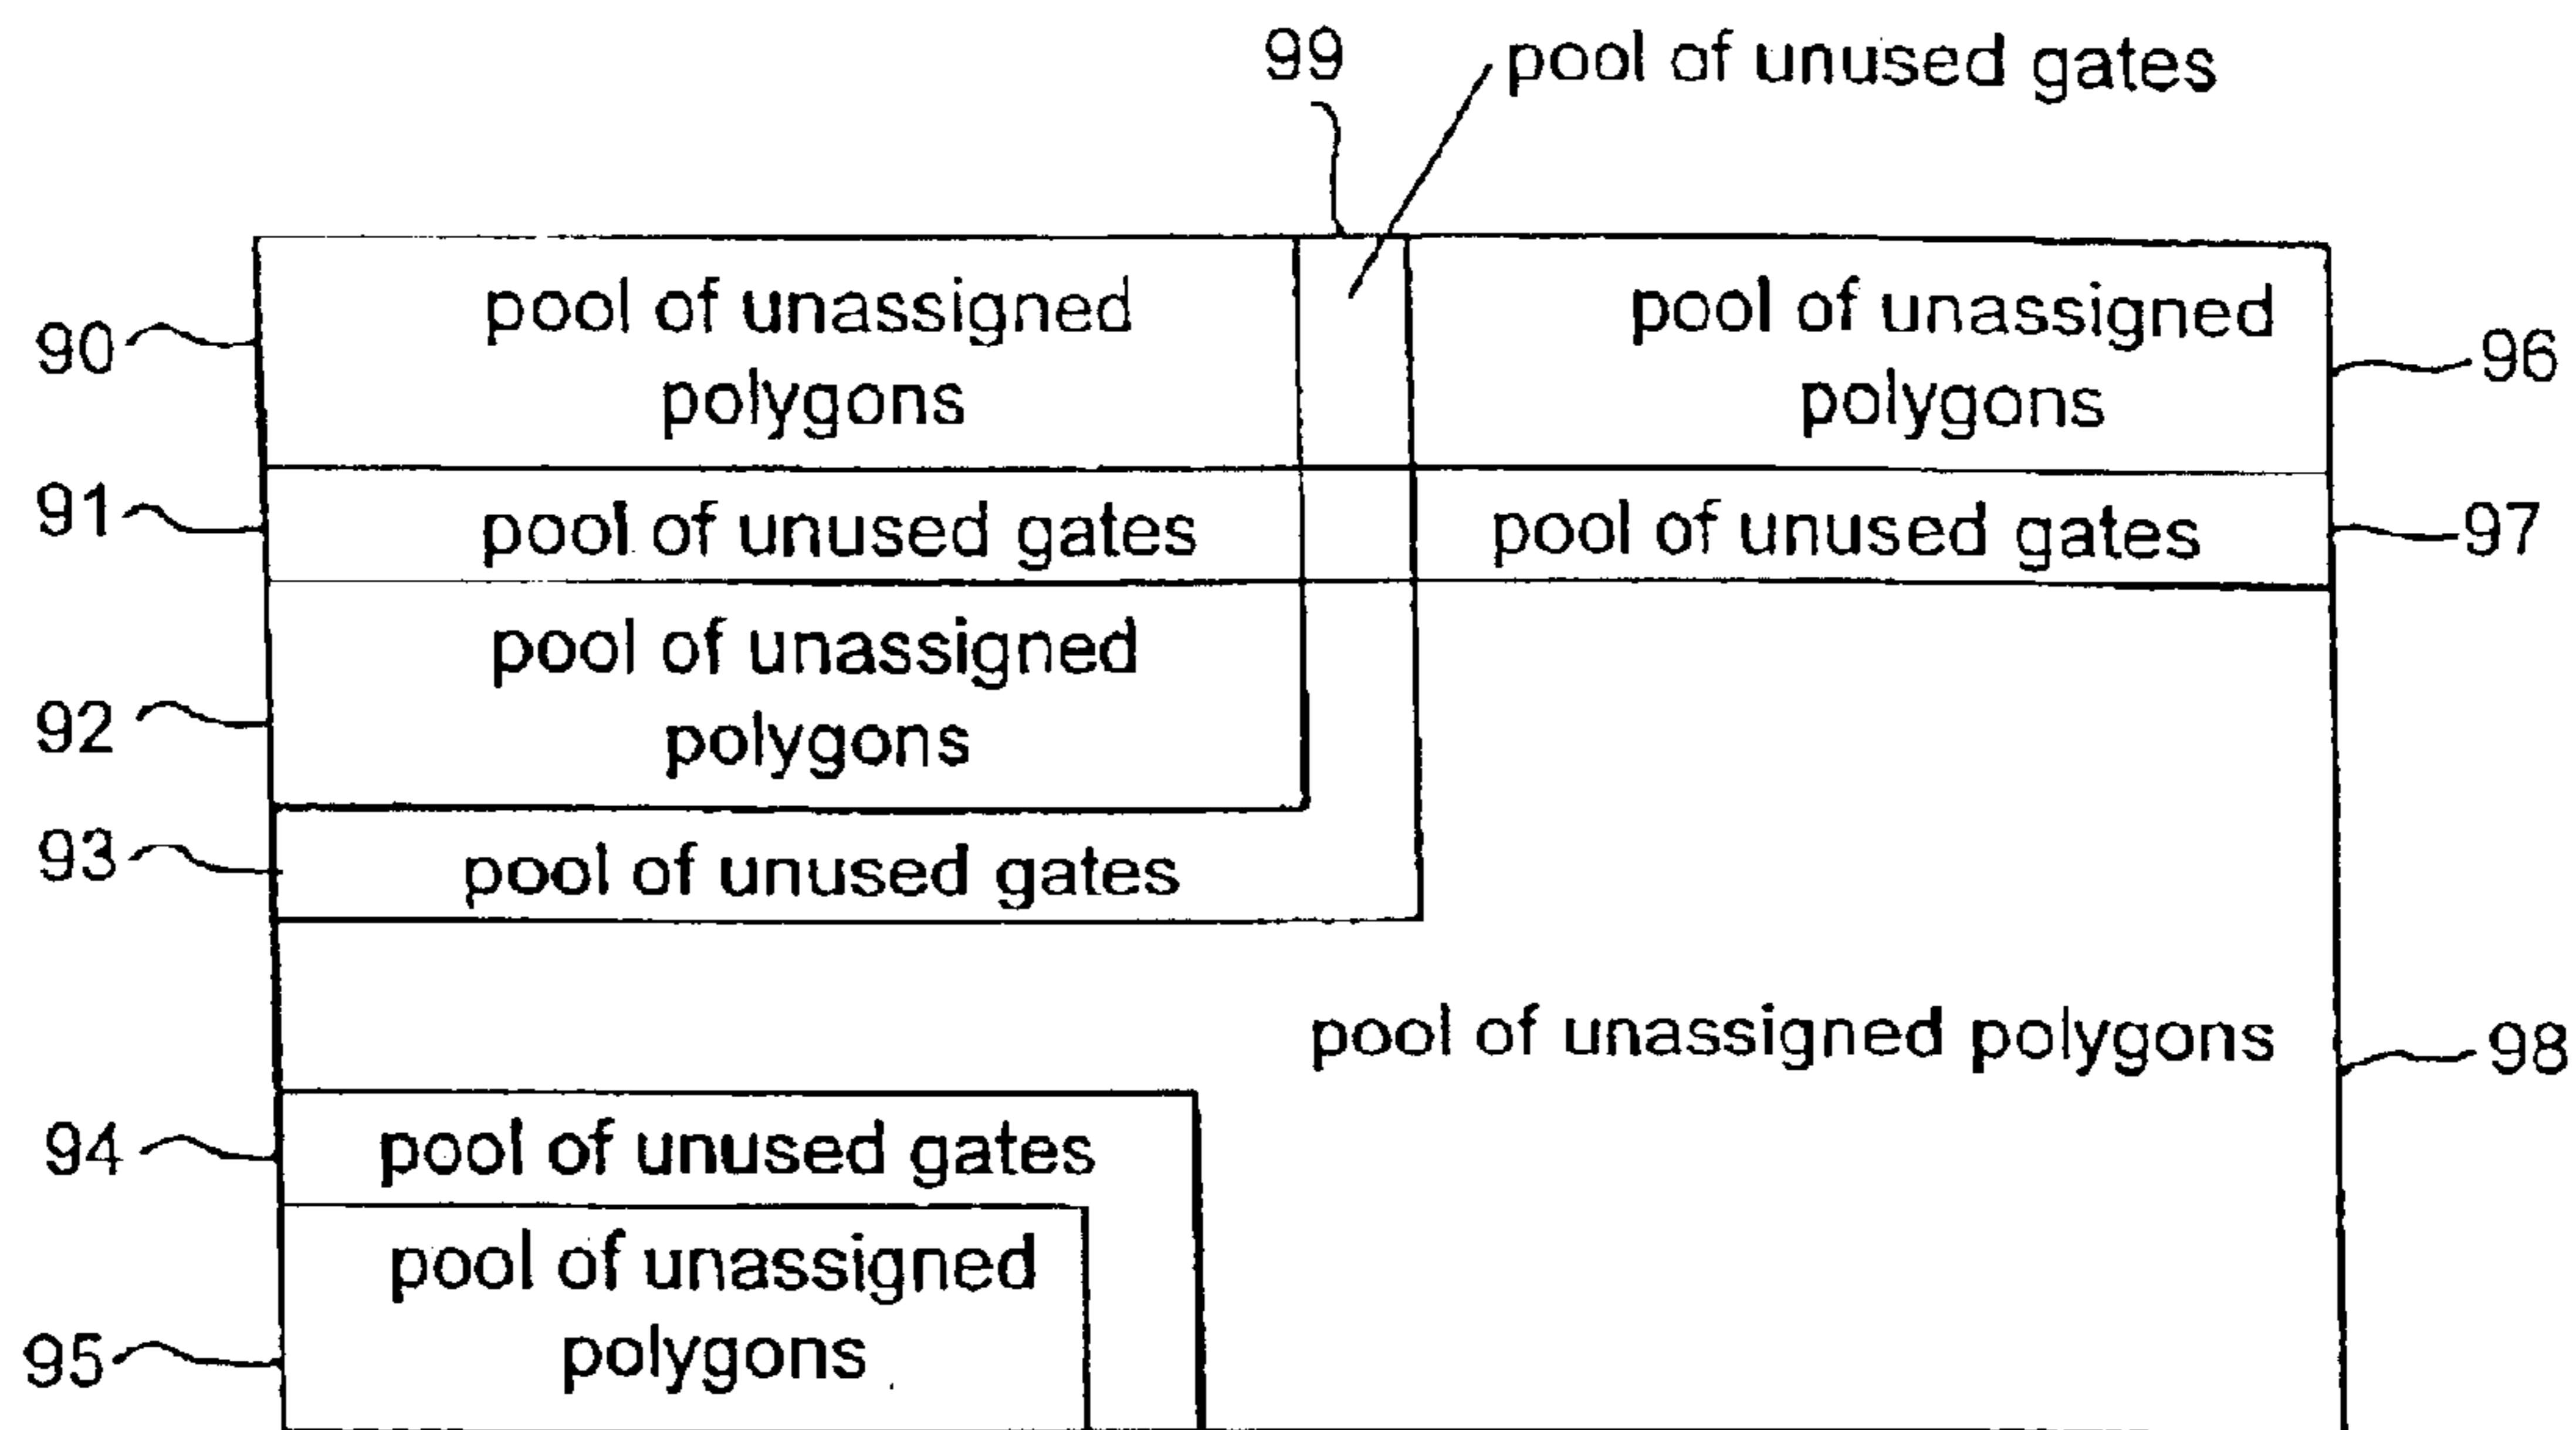 99
pool of unused gates
90
pool of unassigned
polygons
pool of unassigned
polygons
96
91
pool of unused gates
pool of unused gates
97
92
pool of unassigned
polygons
93
pool of unused gates
pool of unassigned polygons
98
94
pool of unused gates
95
pool of unassigned
polygons